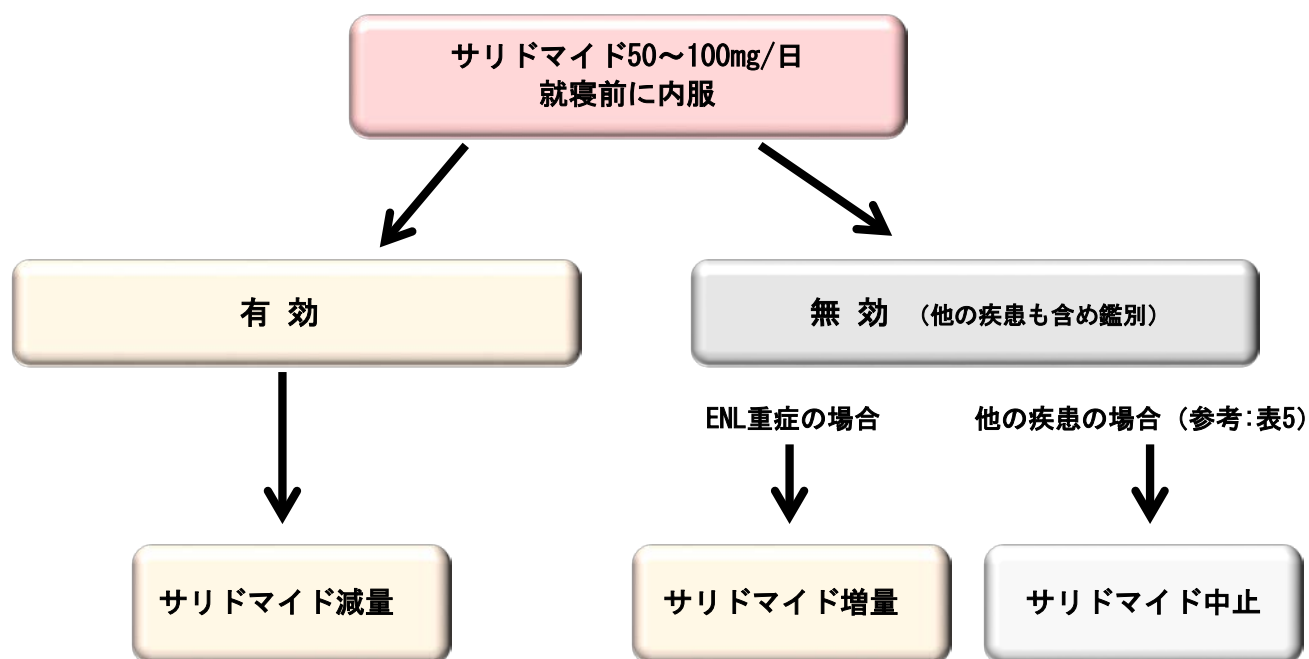 サリドマイド50～100mg/日
就寝前に内服
有 効
無 効 （他の疾患も含め鑑別）
ENL重症の場合
他の疾患の場合（参考：表5）
サリドマイド減量
サリドマイド増量
サリドマイド中止